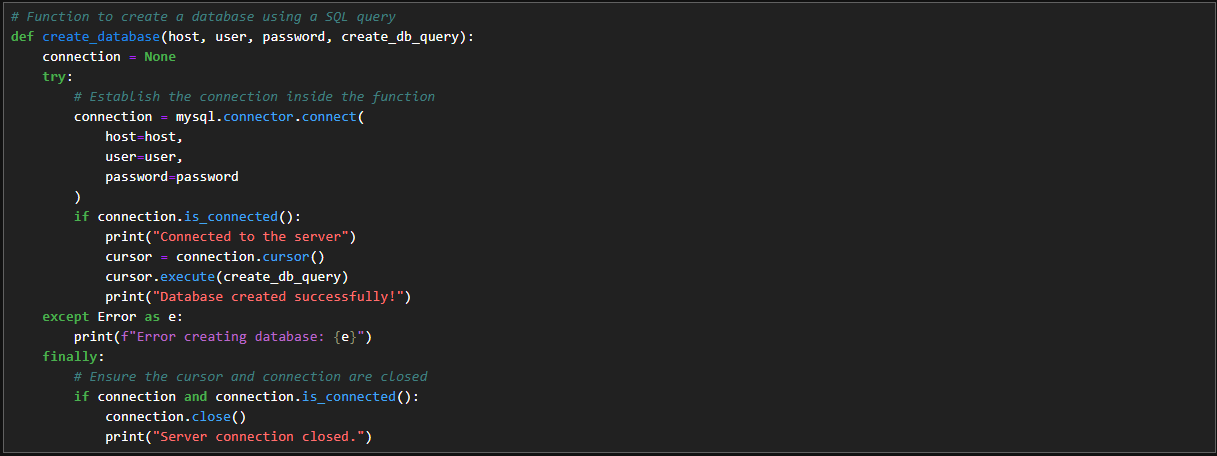 # Function to create a database using a SQL query
def create_database(host, user, password, create_db_query):
    connection = None
    try:
        # Establish the connection inside the function
        connection = mysql.connector.connect(
            host=host,
            user=user,
            password=password
        )
        if connection.is_connected():
            print("Connected to the server")
            cursor = connection.cursor()
            cursor.execute(create_db_query)
            print("Database created successfully!")
    except Error as e:
        print(f"Error creating database: {e}")
    finally:
        # Ensure the cursor and connection are closed
        if connection and connection.is_connected():
            connection.close()
            print("Server connection closed.")